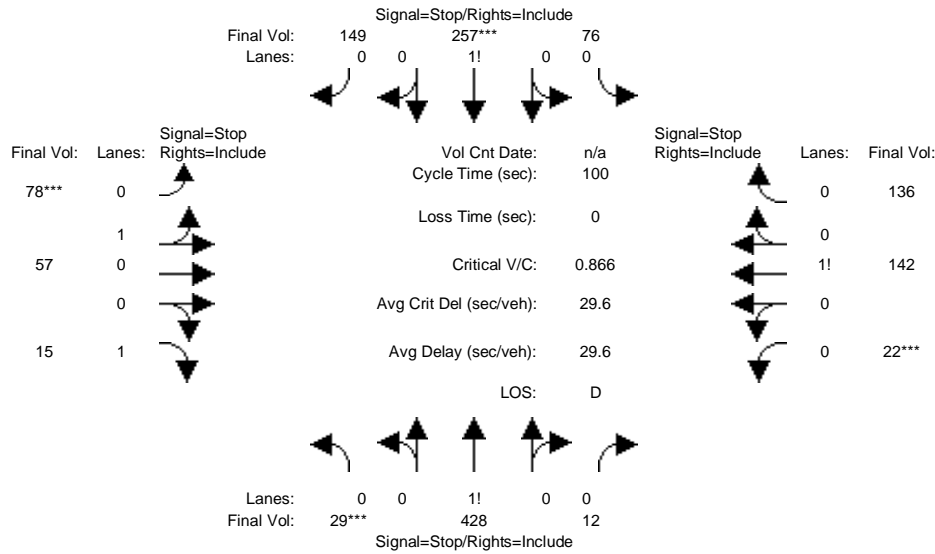 Signal=Stop/Rights=Include
Final Vol: 149 257*** 76
Lanes: 0 0 1! 0 0
Signal=Stop Signal=Stop
Final Vol: Lanes: Rights=Include Vol Cnt Date: n/a Rights=Include Lanes: Final Vol:
Cycle Time (sec): 100
78*** 0 0 136
Loss Time (sec): 0
1 0
57 0 Critical V/C: 0.866 1! 142
0 Avg Crit Del (sec/veh): 29.6 0
15 1 Avg Delay (sec/veh): 29.6 0 22***
LOS: D
Lanes: 0 0 1! 0 0
Final Vol: 29*** 428 12
Signal=Stop/Rights=Include